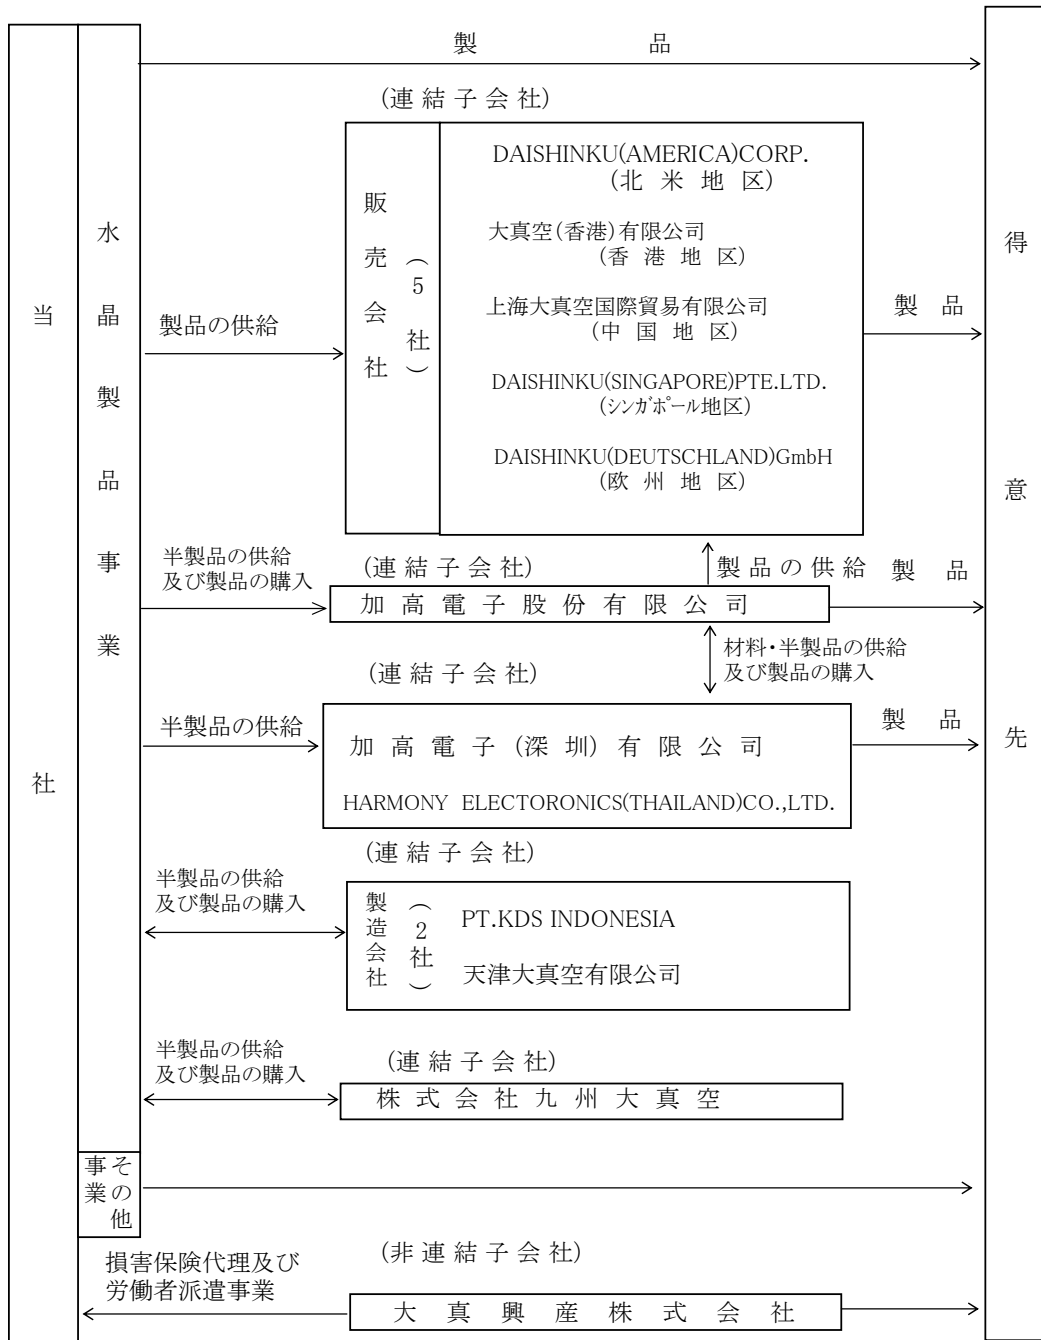 当社
水晶製品事業
製品
(連結子会社)
販売会社
(5社)
DAISHINKU(AMERICA)CORP.
(北米地区)
大真空(香港)有限公司
(香港地区)
上海大真空国際貿易有限公司
(中国地区)
DAISHINKU(SINGAPORE)PTE.LTD.
(シンガポール地区)
DAISHINKU(DEUTSCHLAND)GmbH
(欧州地区)
製品の供給
製品
得意先
半製品の供給
及び製品の購入
(連結子会社)
製品の供給
製品
加高電子股份有限公司
材料・半製品の供給
及び製品の購入
(連結子会社)
半製品の供給
加高電子(深圳)有限公司
HARMONY ELECTORONICS(THAILAND)CO.,LTD.
製品
(連結子会社)
半製品の供給
及び製品の購入
製造会社
(2社)
PT.KDS INDONESIA
天津大真空有限公司
半製品の供給
及び製品の購入
(連結子会社)
株式会社九州大真空
その他
事業
(非連結子会社)
損害保険代理及び
労働者派遣事業
大真興産株式会社